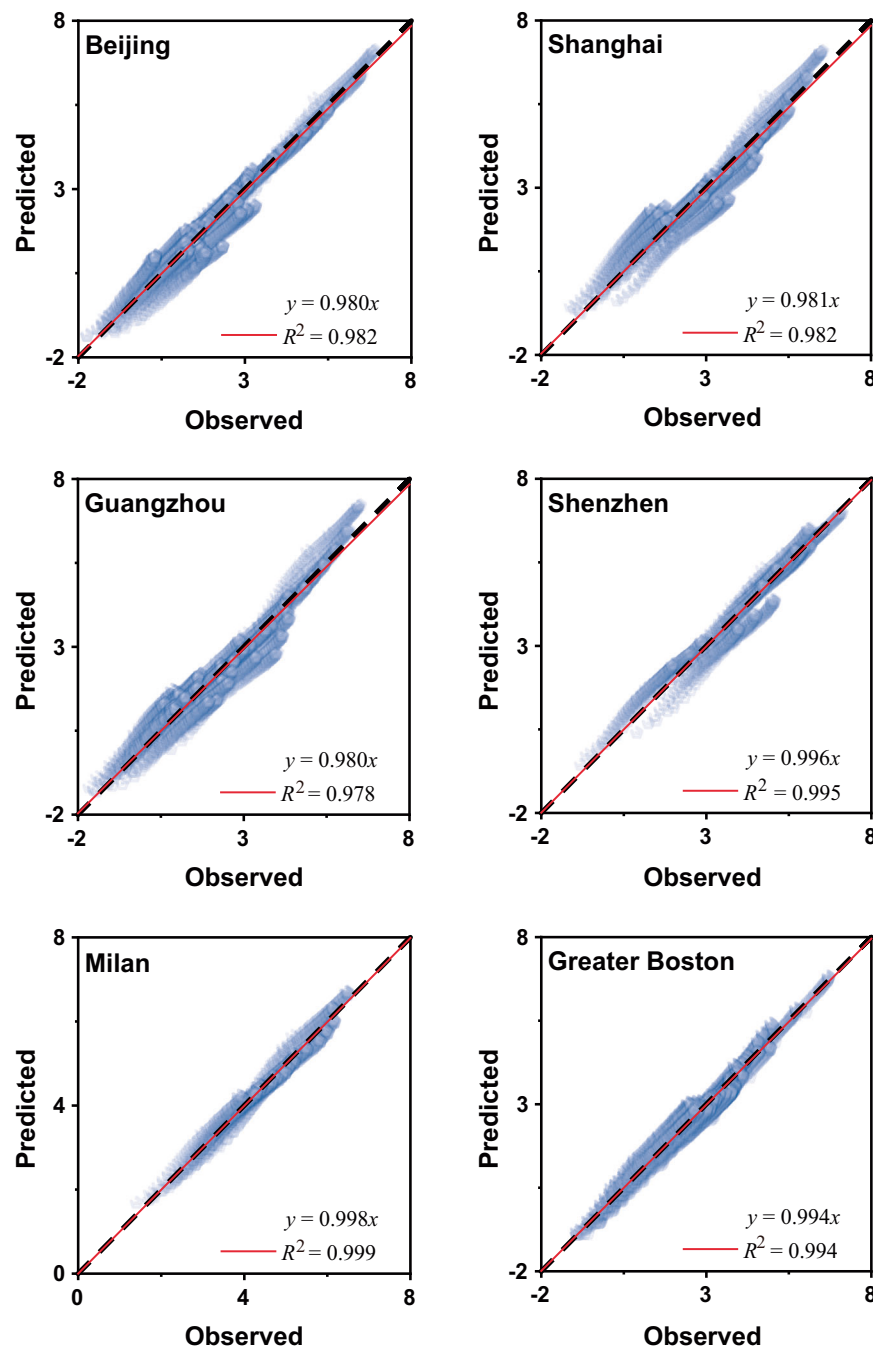 Beijing
Predicted
8
3
-2
y = 0.980x
R² = 0.982
-2 3 8
Observed
Shanghai
Predicted
8
3
-2
y = 0.981x
R² = 0.982
-2 3 8
Observed
Guangzhou
Predicted
8
3
-2
y = 0.980x
R² = 0.978
-2 3 8
Observed
Shenzhen
Predicted
8
3
-2
y = 0.996x
R² = 0.995
-2 3 8
Observed
Milan
Predicted
8
4
0
y = 0.998x
R² = 0.999
0 4 8
Observed
Greater Boston
Predicted
8
3
-2
y = 0.994x
R² = 0.994
-2 3 8
Observed